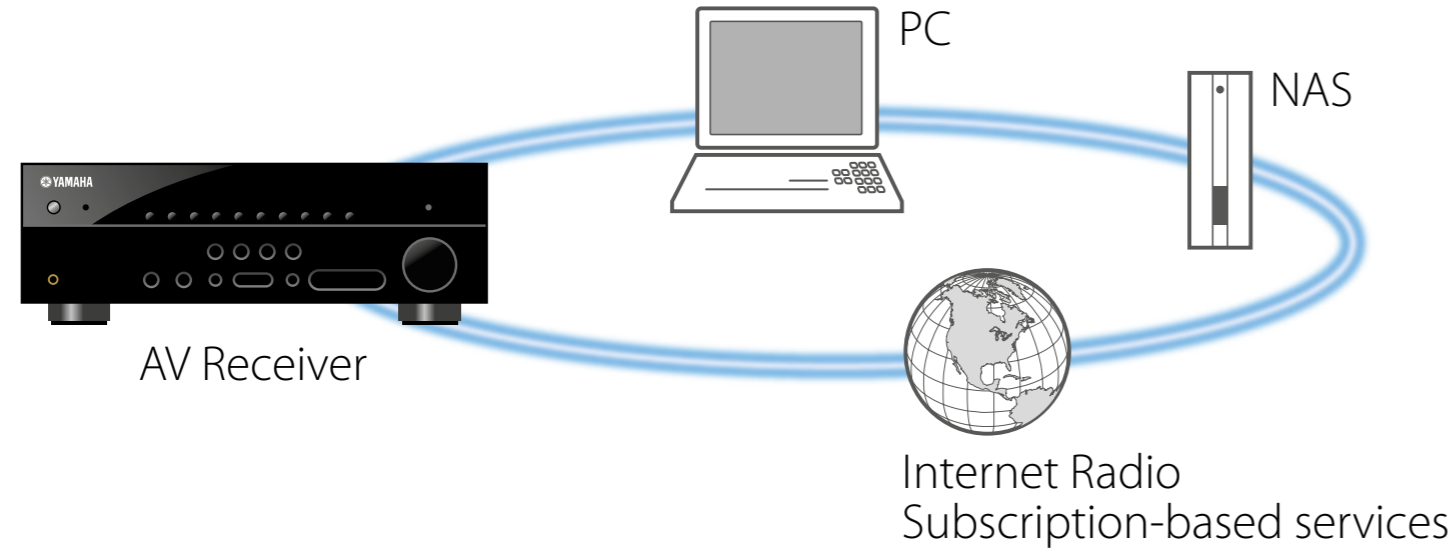 PC
NAS
YAMAHA
AV Receiver
Internet Radio
Subscription-based services